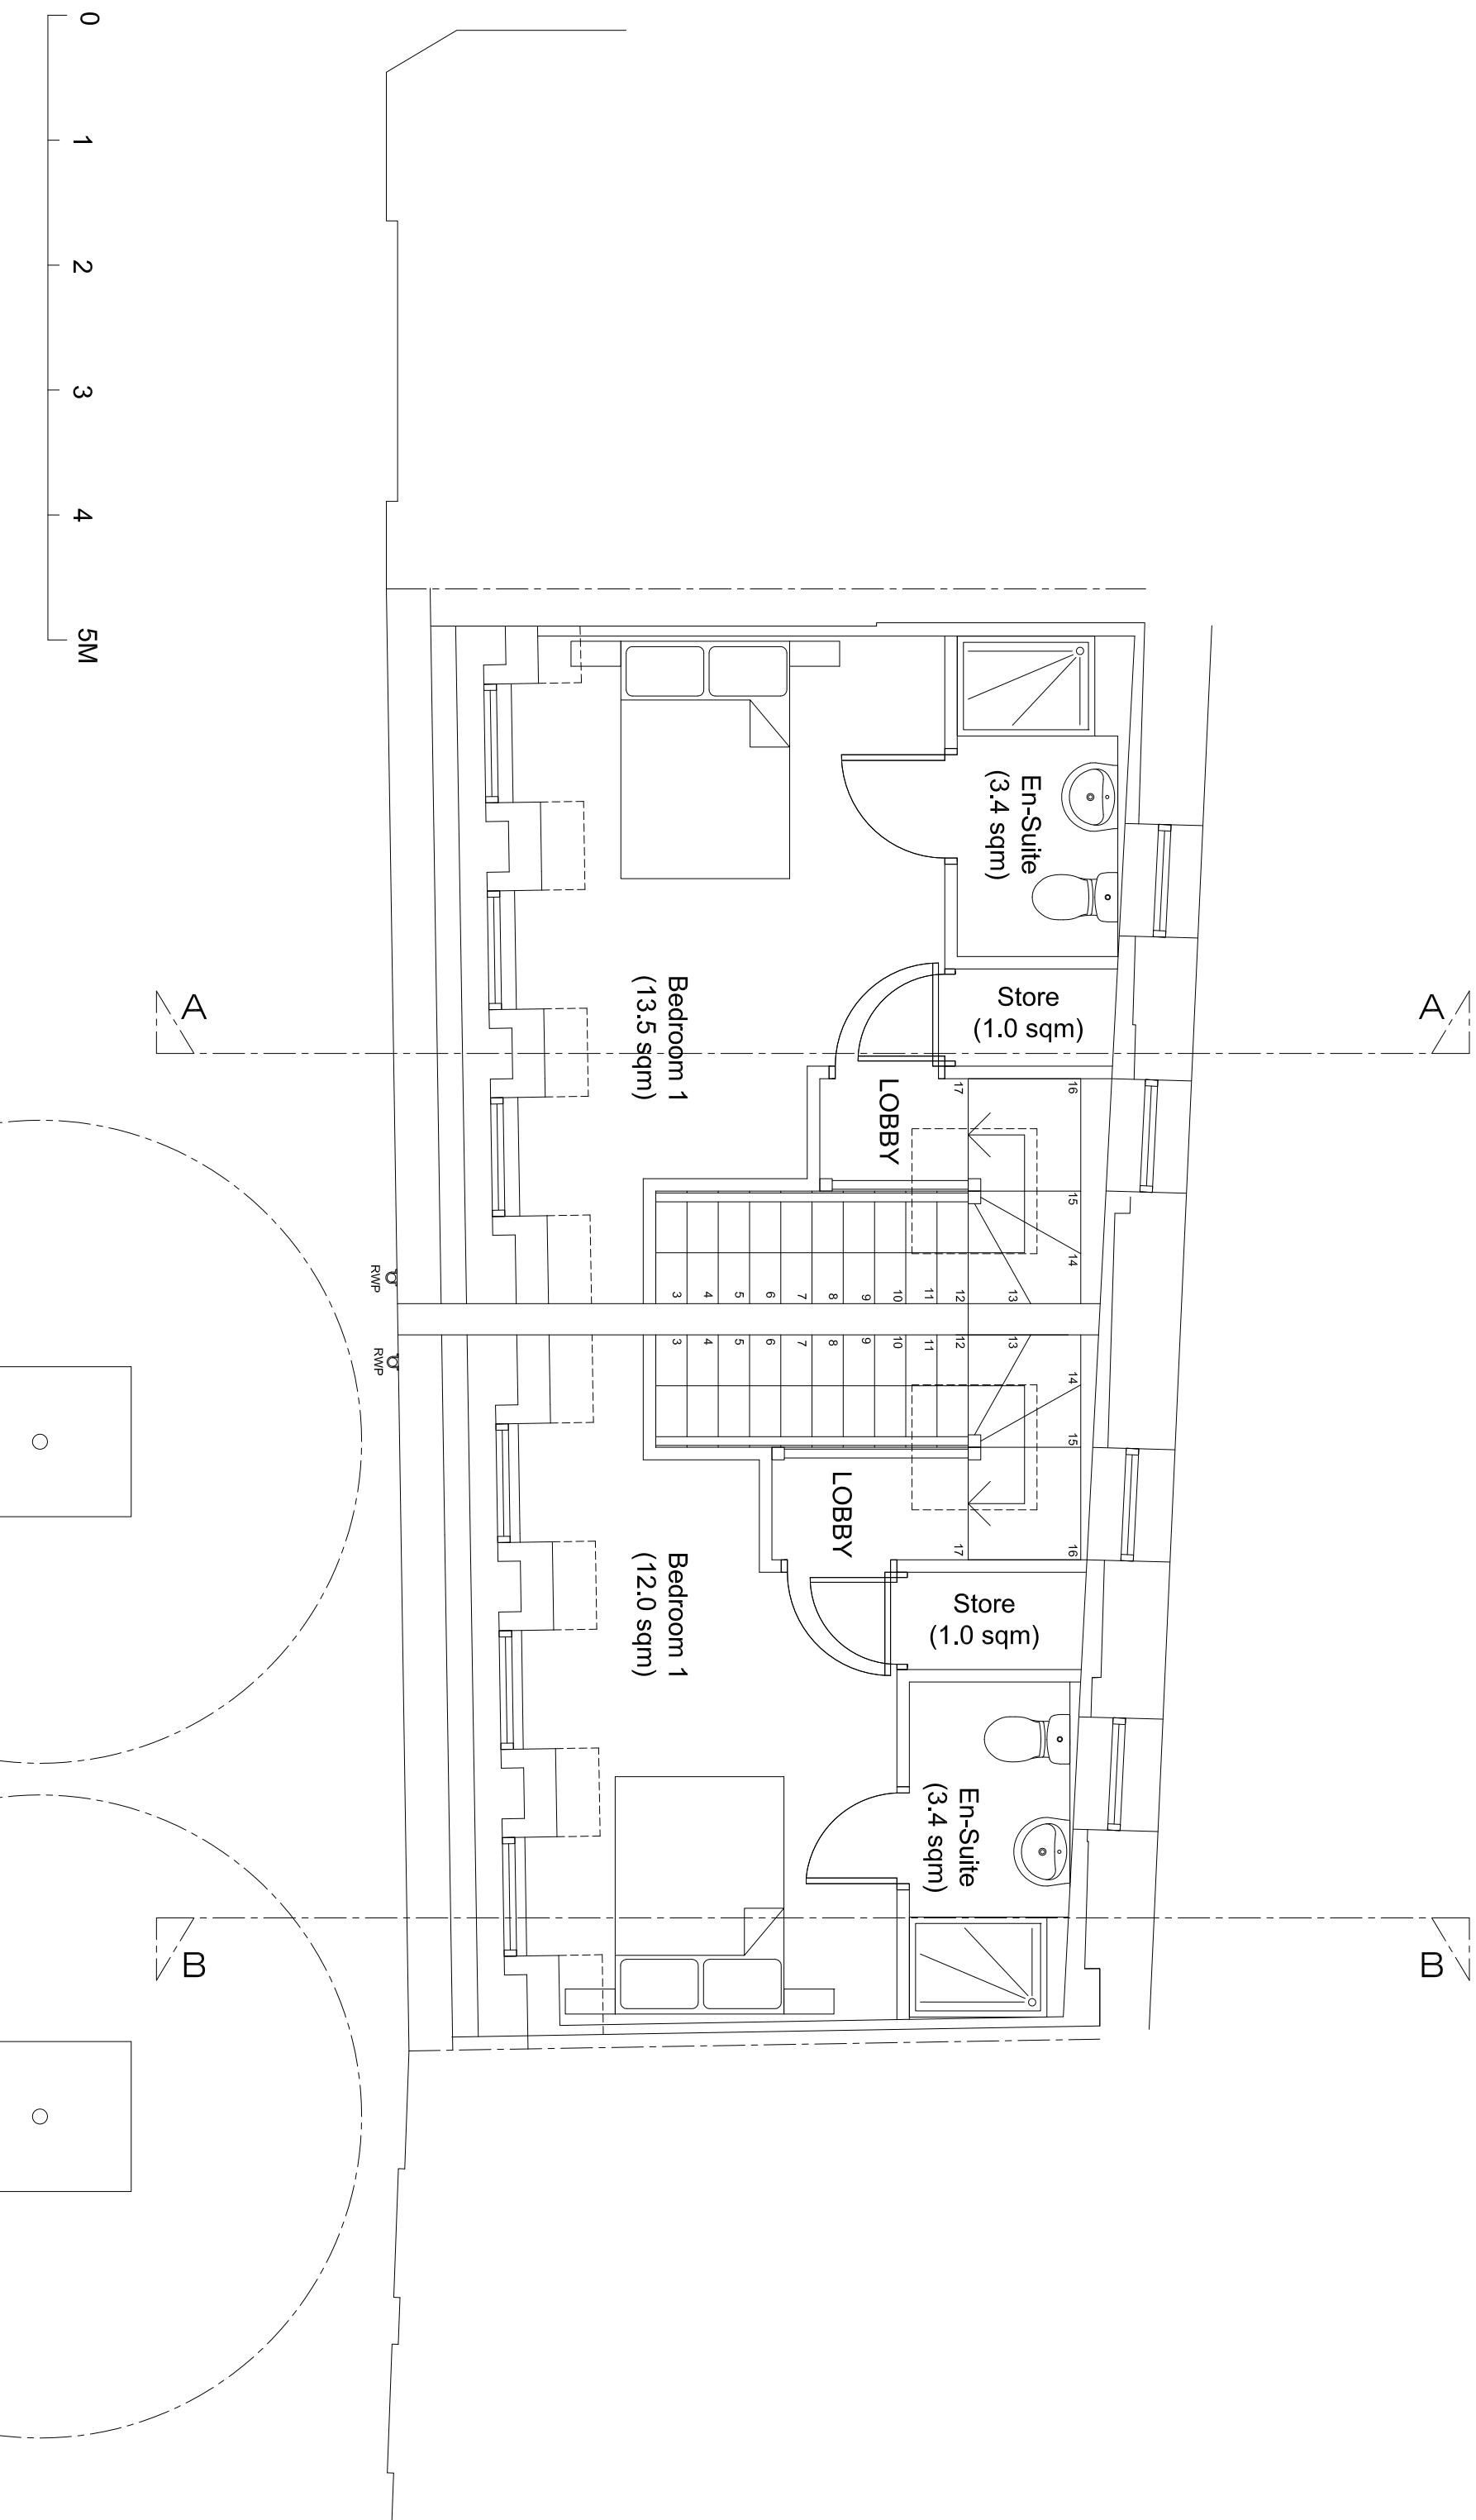 0
1
2
3
4
5M
En-Suite
(3.4 sqm)
Store
(1.0 sqm)
A
A
Bedroom 1
(13.5 sqm)
LOBBY
17
16
15
14
13
12
11
10
9
8
7
6
5
4
3
RWP
RWP
3
4
5
6
7
8
9
10
11
12
13
14
15
16
17
LOBBY
Bedroom 1
(12.0 sqm)
Store
(1.0 sqm)
En-Suite
(3.4 sqm)
B
B